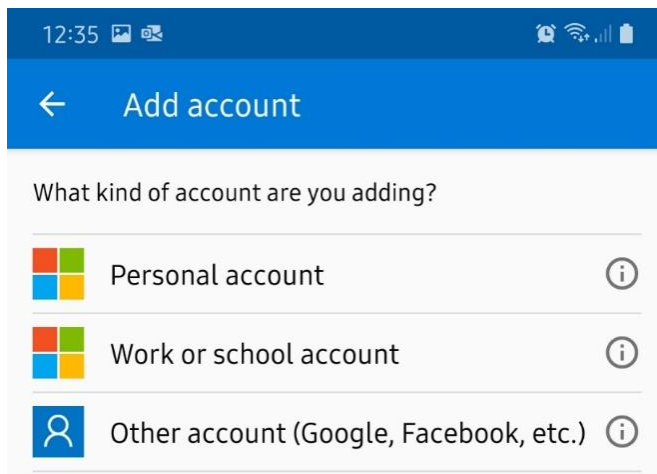 12:35
Add account
What kind of account are you adding?
Personal account
Work or school account
Other account (Google, Facebook, etc.)